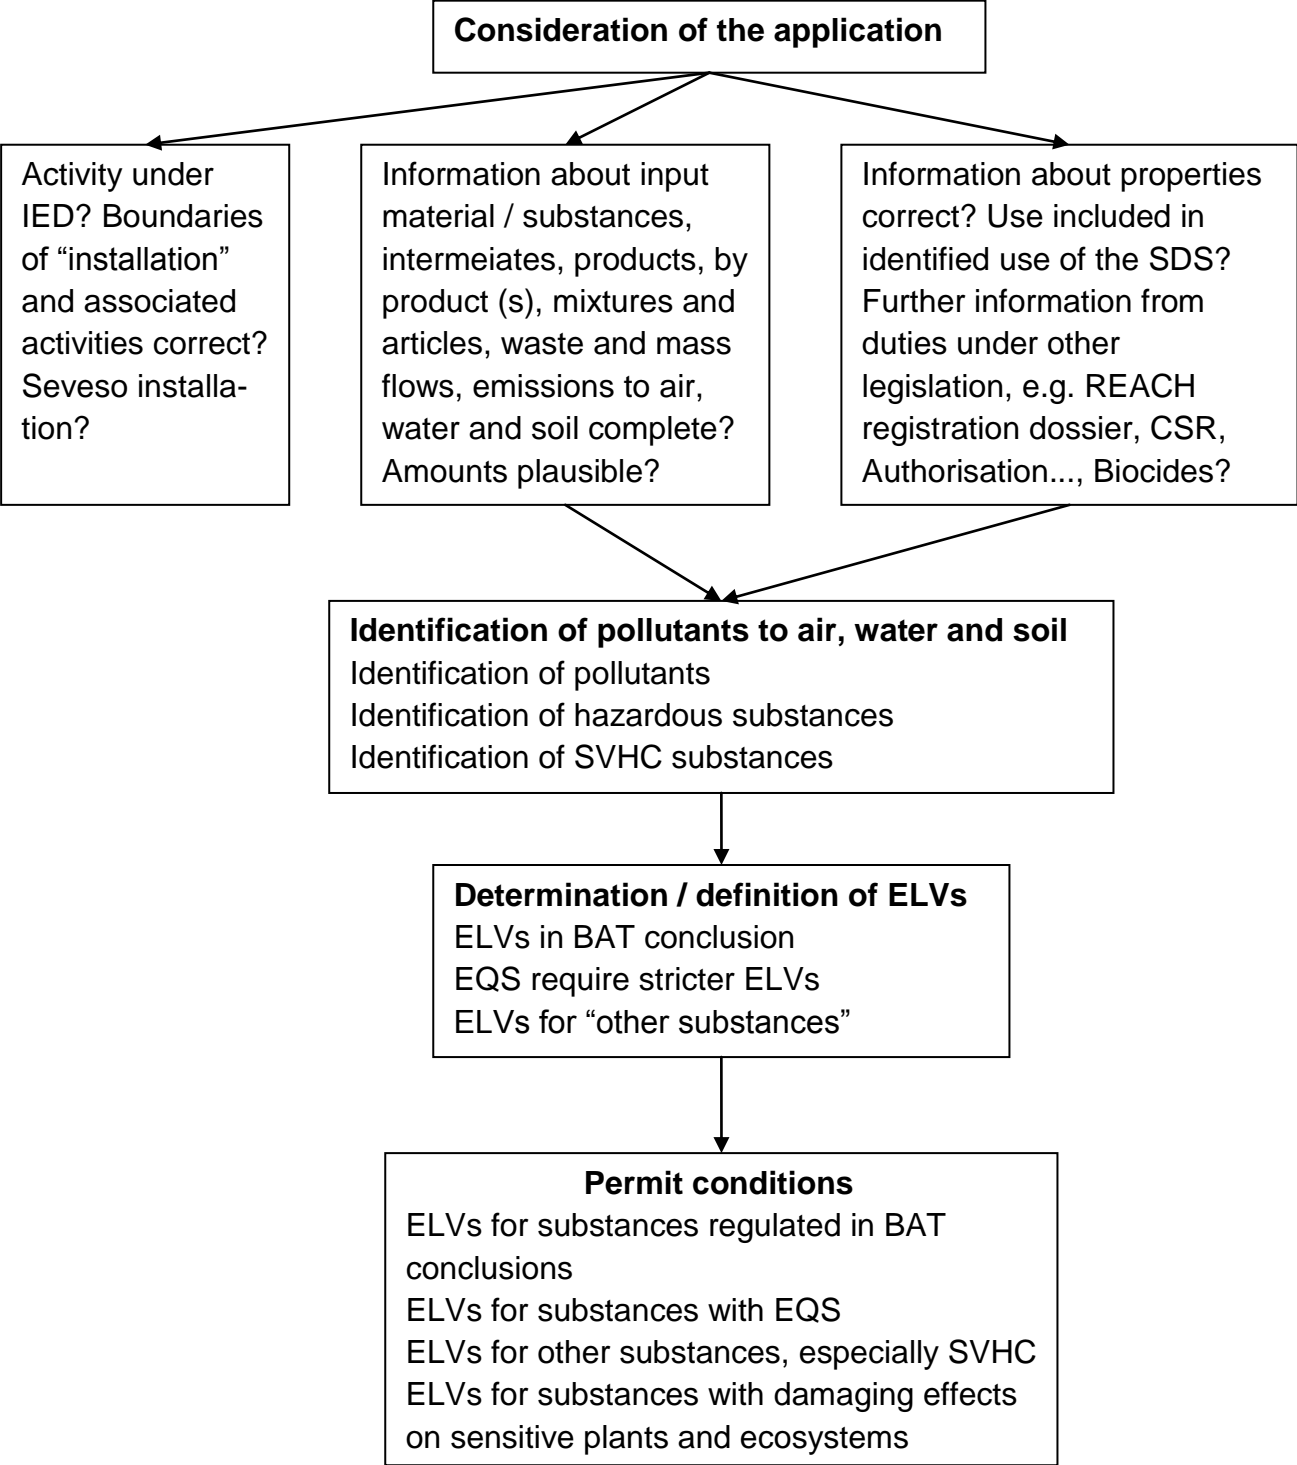 Consideration of the application
Activity under
IED? Boundaries
of “installation”
and associated
activities correct?
Seveso installa-
tion?
Information about input
material / substances,
intermeiates, products, by
product (s), mixtures and
articles, waste and mass
flows, emissions to air,
water and soil complete?
Amounts plausible?
Information about properties
correct? Use included in
identified use of the SDS?
Further information from
duties under other
legislation, e.g. REACH
registration dossier, CSR,
Authorisation..., Biocides?
Identification of pollutants to air, water and soil
Identification of pollutants
Identification of hazardous substances
Identification of SVHC substances
Determination / definition of ELVs
ELVs in BAT conclusion
EQS require stricter ELVs
ELVs for “other substances”
Permit conditions
ELVs for substances regulated in BAT
conclusions
ELVs for substances with EQS
ELVs for other substances, especially SVHC
ELVs for substances with damaging effects
on sensitive plants and ecosystems